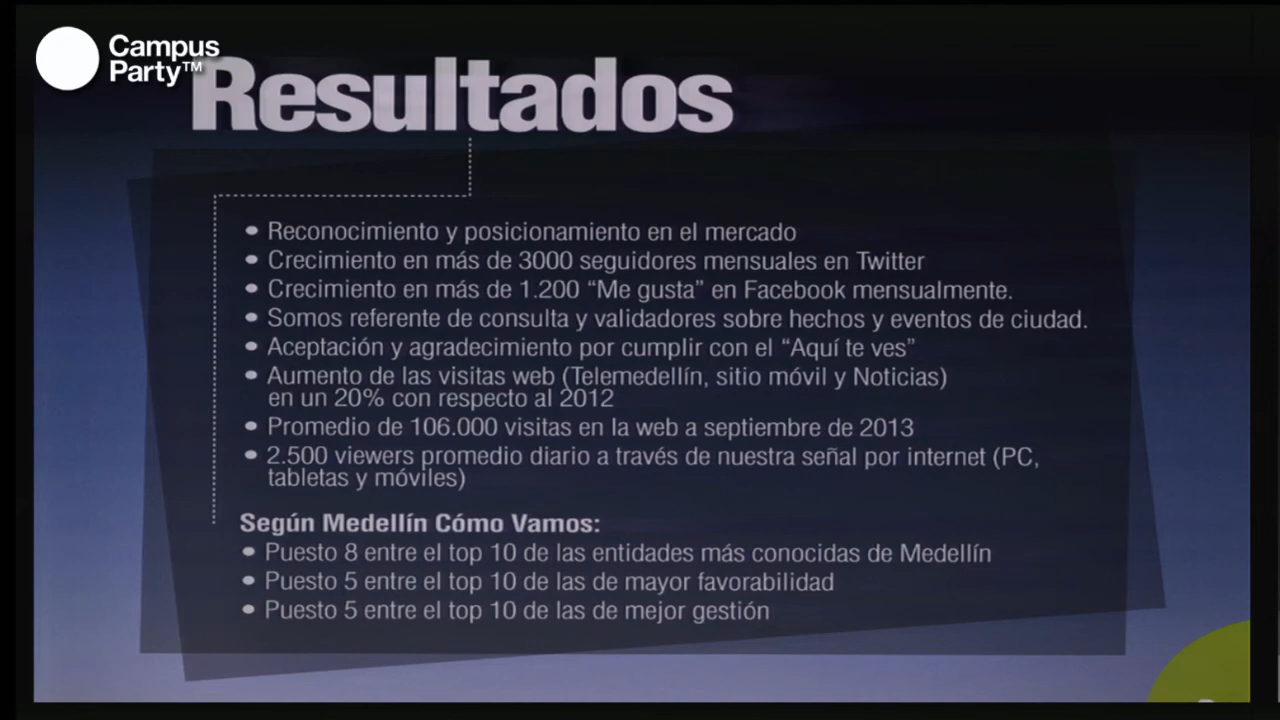 Campus
Party™
Resultados
• Reconocimiento y posicionamiento en el mercado
• Crecimiento en más de 3000 seguidores mensuales en Twitter
• Crecimiento en más de 1.200 “Me gusta” en Facebook mensualmente.
• Somos referente de consulta y validadores sobre hechos y eventos de ciudad.
• Aceptación y agradecimiento por cumplir con el “Aquí te ves”
• Aumento de las visitas web (Telemedellín, sitio móvil y Noticias)
en un 20% con respecto al 2012
• Promedio de 106.000 visitas en la web a septiembre de 2013
• 2.500 viewers promedio diario a través de nuestra señal por internet (PC,
tabletas y móviles)
Según Medellín Cómo Vamos:
• Puesto 8 entre el top 10 de las entidades más conocidas de Medellín
• Puesto 5 entre el top 10 de las de mayor favorabilidad
• Puesto 5 entre el top 10 de las de mejor gestión